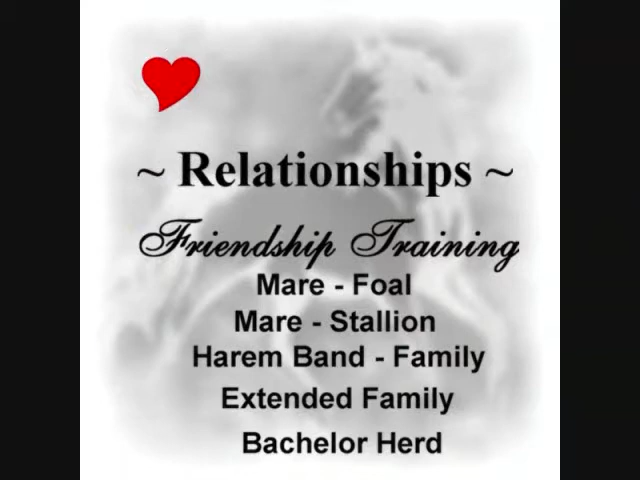 ~ Relationships ~
Friendship Training
Mare - Foal
Mare - Stallion
Harem Band - Family
Extended Family
Bachelor Herd